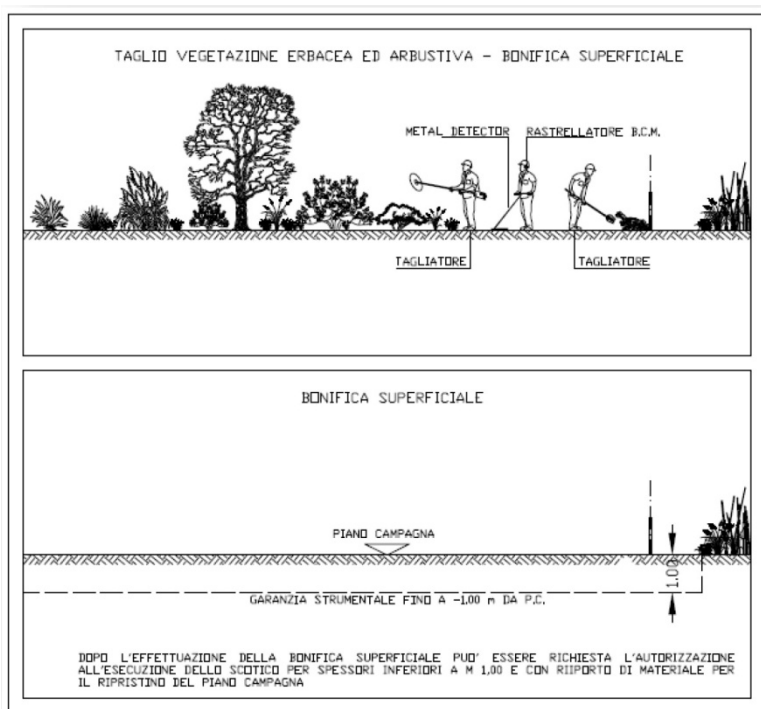 TAGLIO VEGETAZIONE ERBACEA ED ARBUSTIVA - BONIFICA SUPERFICIALE
METAL DETECTOR
RASTRELLATORE B.C.M.
TAGLIATORE
TAGLIATORE
BONIFICA SUPERFICIALE
PIANO CAMPAGNA
1.00
GARANZIA STRUMENTALE FINO A -1,00 m DA P.C.
DOPO L'EFFETTUAZIONE DELLA BONIFICA SUPERFICIALE PUO' ESSERE RICHIESTA L'AUTORIZZAZIONE
ALL'ESECUZIONE DELLO SCOTICO PER SPESSORI INFERIORI A M 1,00 E CON RIIPORTO DI MATERIALE PER
IL RIPRISTINO DEL PIANO CAMPAGNA